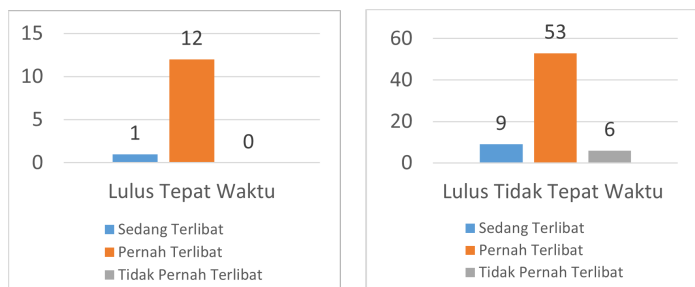 15
10
5
0
1
12
0
Lulus Tepat Waktu
Sedang Terlibat
Pernah Terlibat
Tidak Pernah Terlibat
60
40
20
0
9
53
6
Lulus Tidak Tepat Waktu
Sedang Terlibat
Pernah Terlibat
Tidak Pernah Terlibat